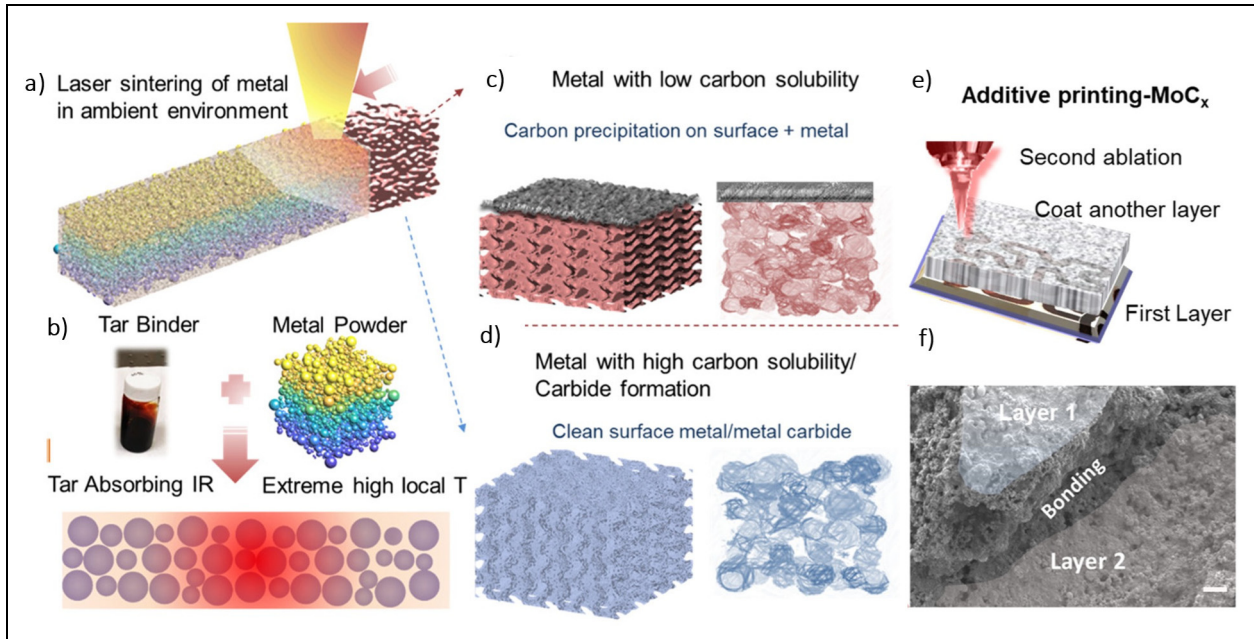 a)
Laser sintering of metal
in ambient environment
b)
Tar Binder
Metal Powder
Tar Absorbing IR
Extreme high local T
c)
Metal with low carbon solubility
Carbon precipitation on surface + metal
d)
Metal with high carbon solubility/
Carbide formation
Clean surface metal/metal carbide
e)
Additive printing-MoCₓ
Second ablation
Coat another layer
First Layer
f)
Layer 1
Bonding
Layer 2